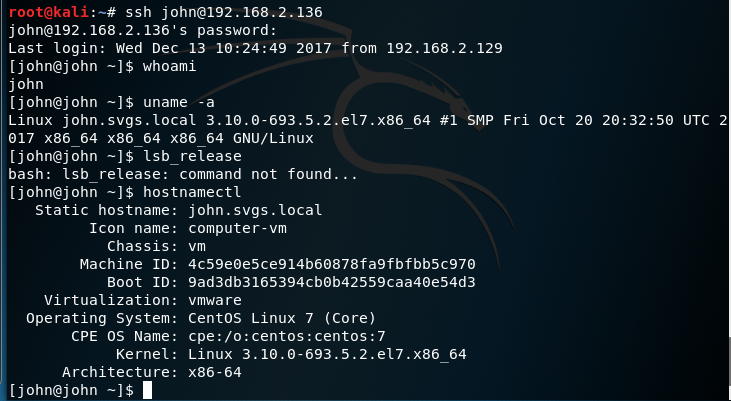 root@kali:~# ssh john@192.168.2.136
john@192.168.2.136's password:
Last login: Wed Dec 13 10:24:49 2017 from 192.168.2.129
[john@john ~]$ whoami
john
[john@john ~]$ uname -a
Linux john.svgs.local 3.10.0-693.5.2.el7.x86_64 #1 SMP Fri Oct 20 20:32:50 UTC 2
017 x86_64 x86_64 x86_64 GNU/Linux
[john@john ~]$ lsb_release
bash: lsb_release: command not found...
[john@john ~]$ hostnamectl
   Static hostname: john.svgs.local
         Icon name: computer-vm
           Chassis: vm
        Machine ID: 4c59e0e5ce914b60878fa9fbfbb5c970
           Boot ID: 9ad3db3165394cb0b42559caa40e54d3
    Virtualization: vmware
  Operating System: CentOS Linux 7 (Core)
       CPE OS Name: cpe:/o:centos:centos:7
            Kernel: Linux 3.10.0-693.5.2.el7.x86_64
      Architecture: x86-64
[john@john ~]$